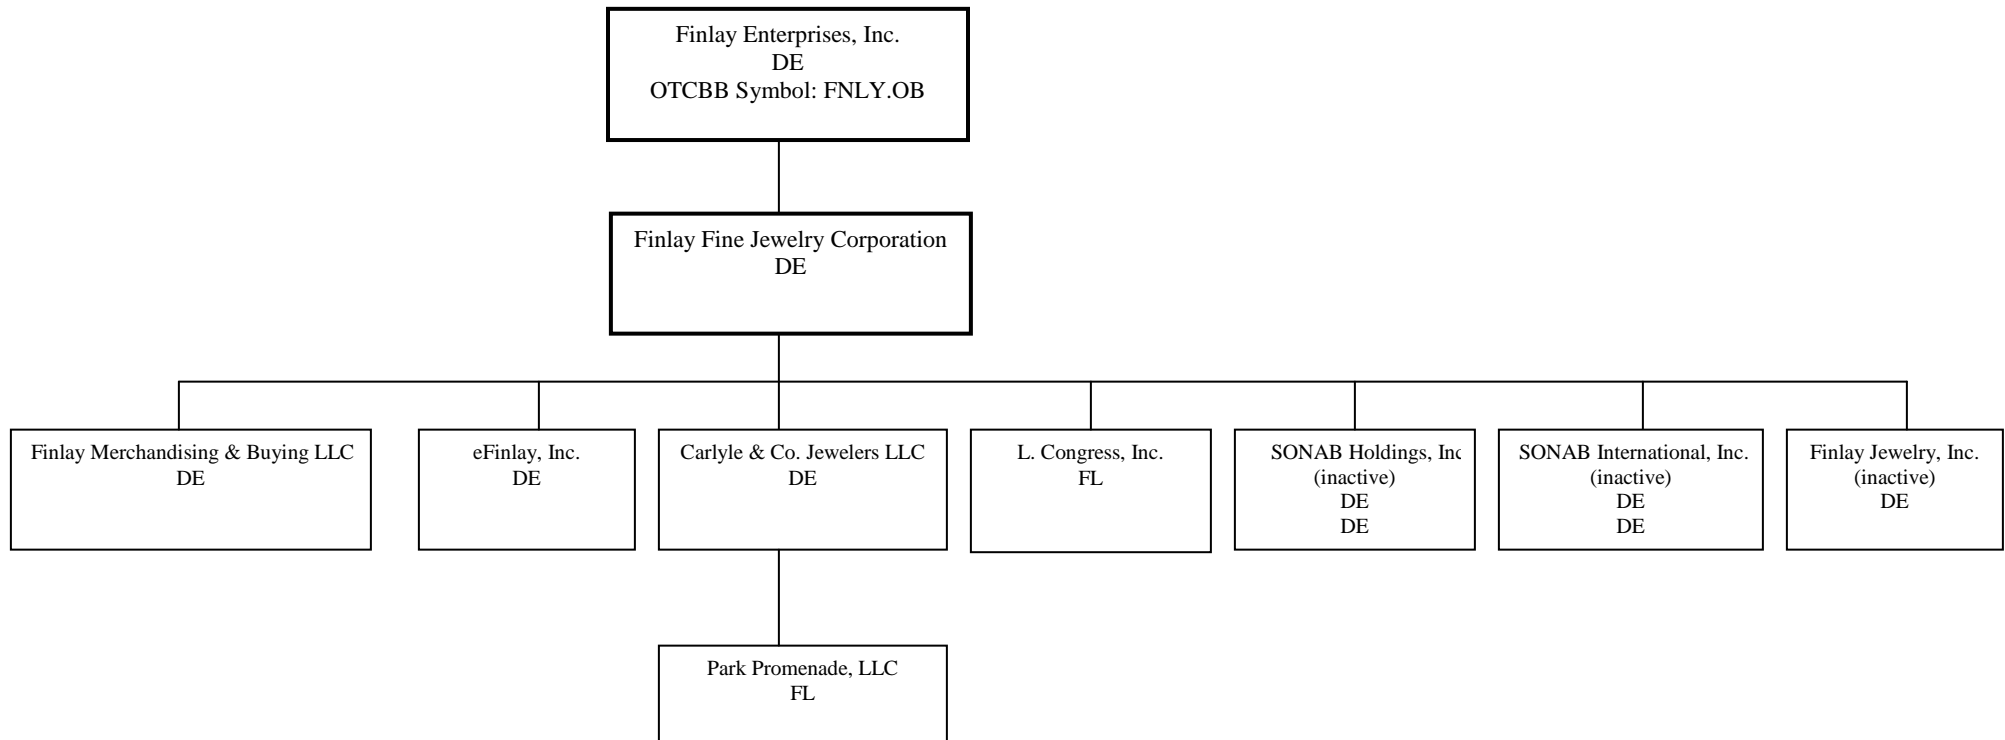 Finlay Enterprises, Inc.
DE
OTCBB Symbol: FNLY.OB
Finlay Fine Jewelry Corporation
DE
Finlay Merchandising & Buying LLC
DE
eFinlay, Inc.
DE
Carlyle & Co. Jewelers LLC
DE
L. Congress, Inc.
FL
SONAB Holdings, Inc
(inactive)
DE
DE
SONAB International, Inc.
(inactive)
DE
DE
Finlay Jewelry, Inc.
(inactive)
DE
Park Promenade, LLC
FL